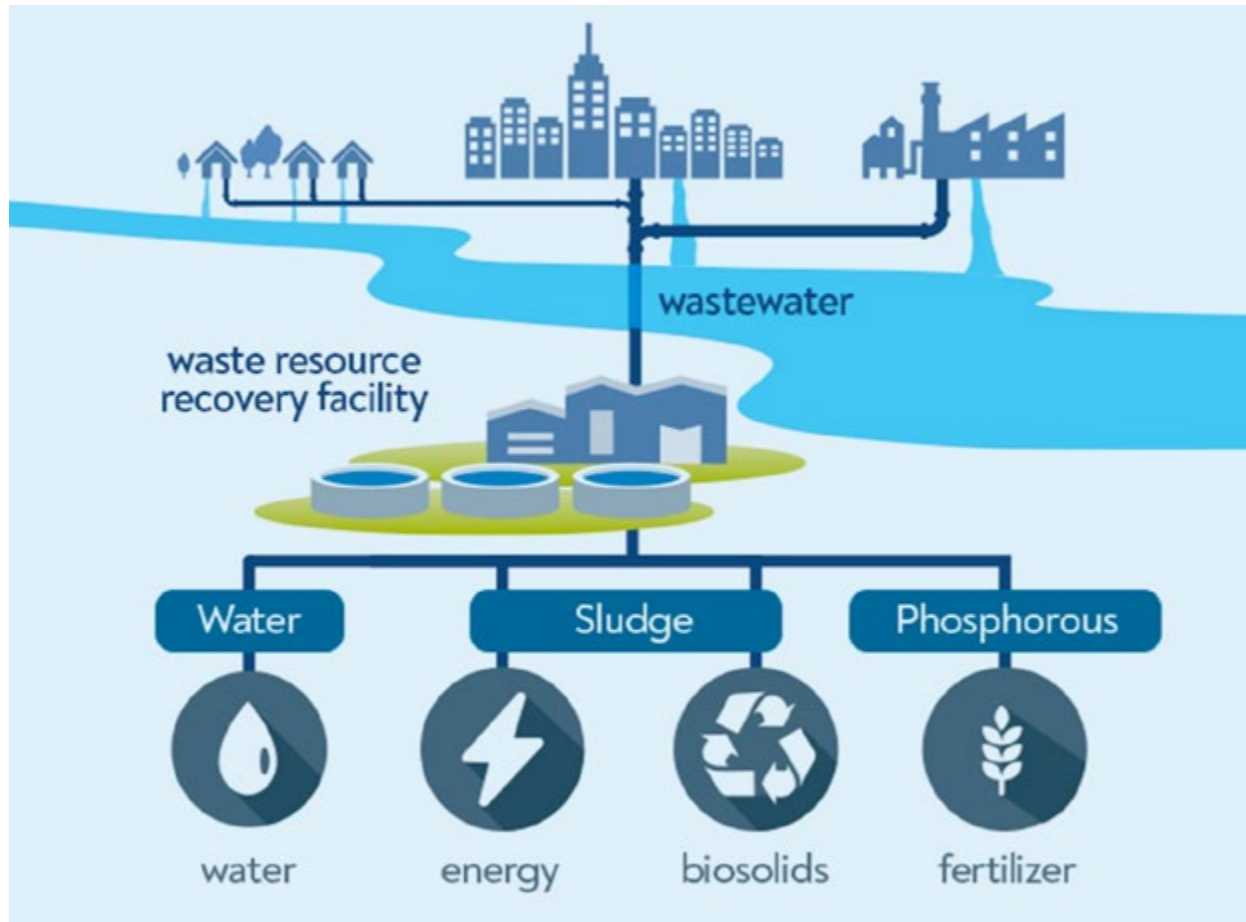 wastewater
waste resource
recovery facility
Water
Sludge
Phosphorous
water
energy
biosolids
fertilizer